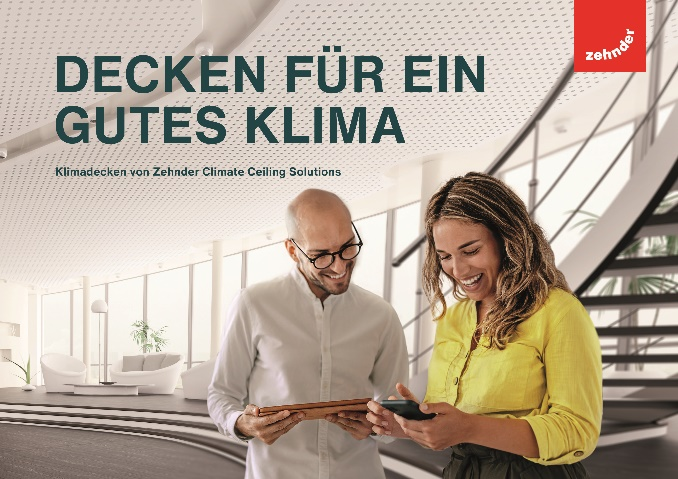 zehnder
DECKEN FÜR EIN
GUTES KLIMA
Klimadecken von Zehnder Climate Ceiling Solutions